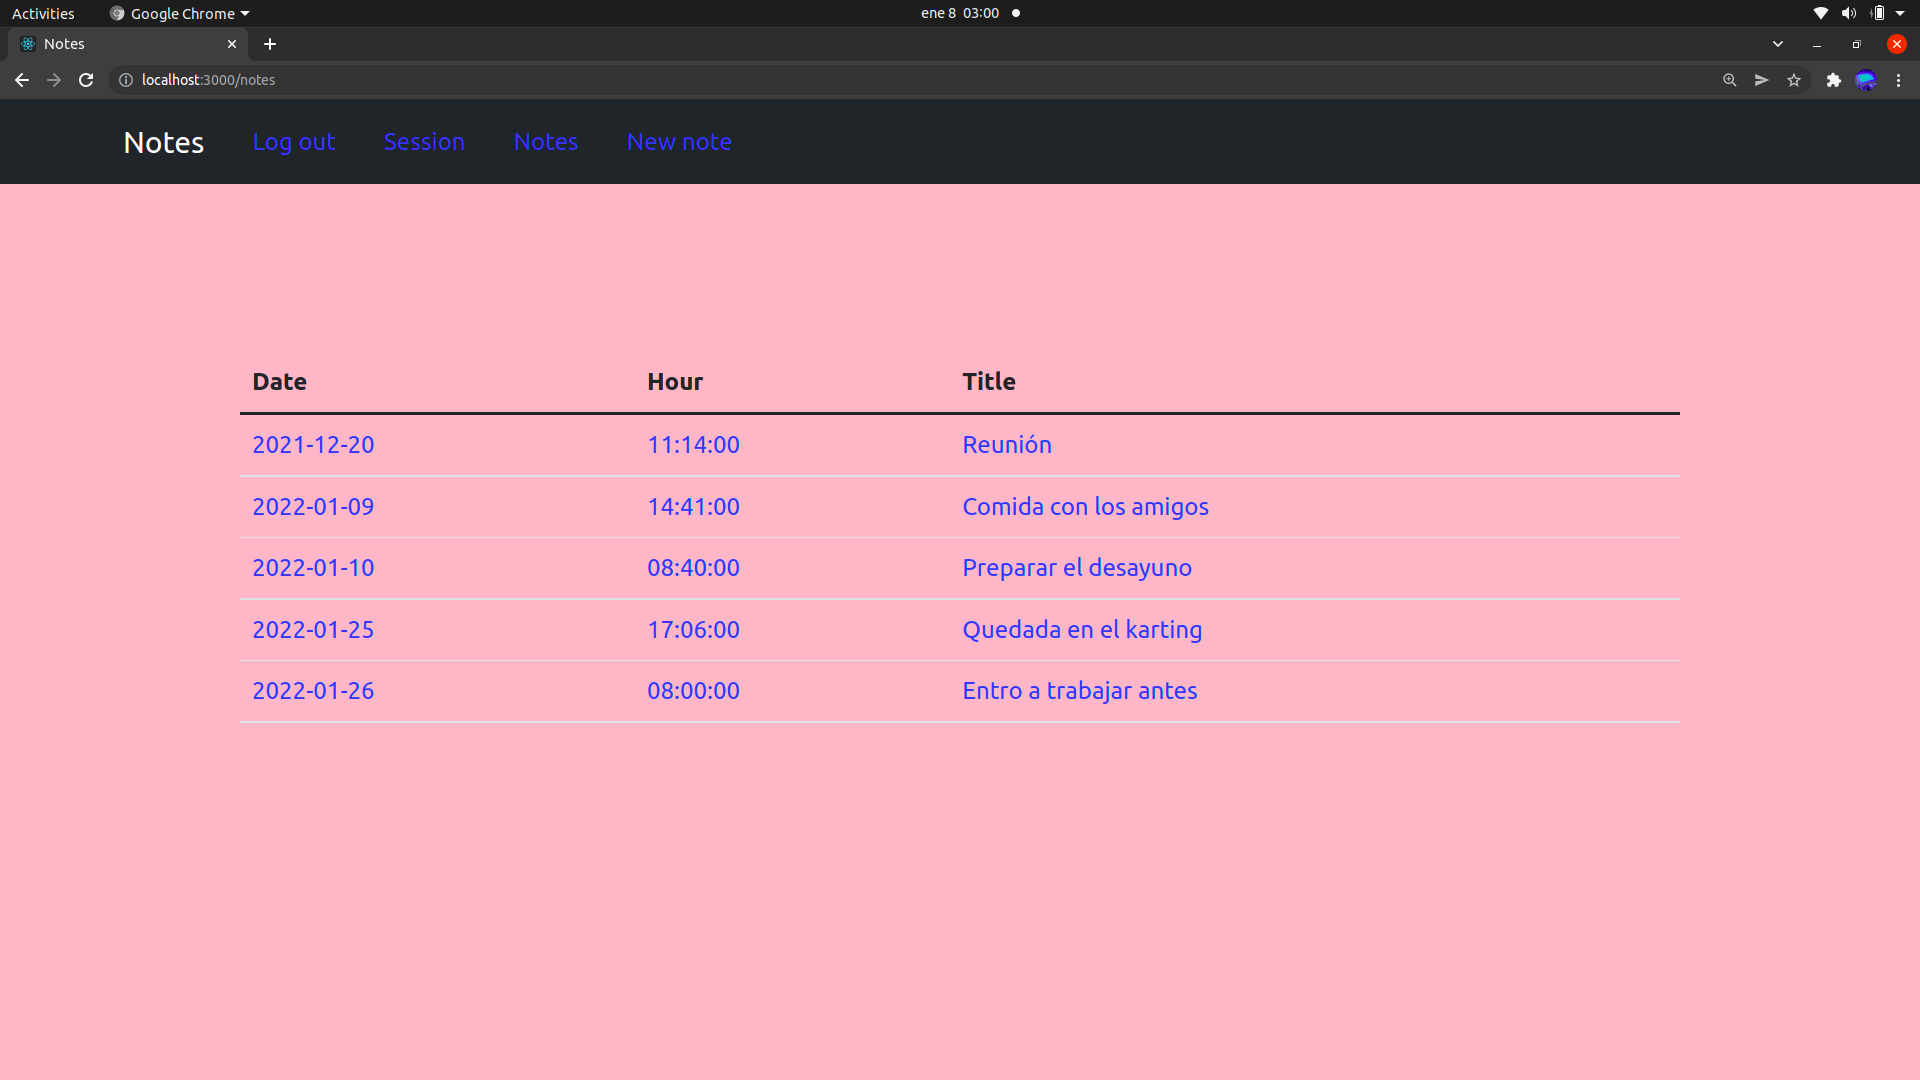 Activities Google Chrome ene 8 03:00
Notes
localhost:3000/notes
Notes Log out Session Notes New note
Date Hour Title
2021-12-20 11:14:00 Reunión
2022-01-09 14:41:00 Comida con los amigos
2022-01-10 08:40:00 Preparar el desayuno
2022-01-25 17:06:00 Quedada en el karting
2022-01-26 08:00:00 Entro a trabajar antes